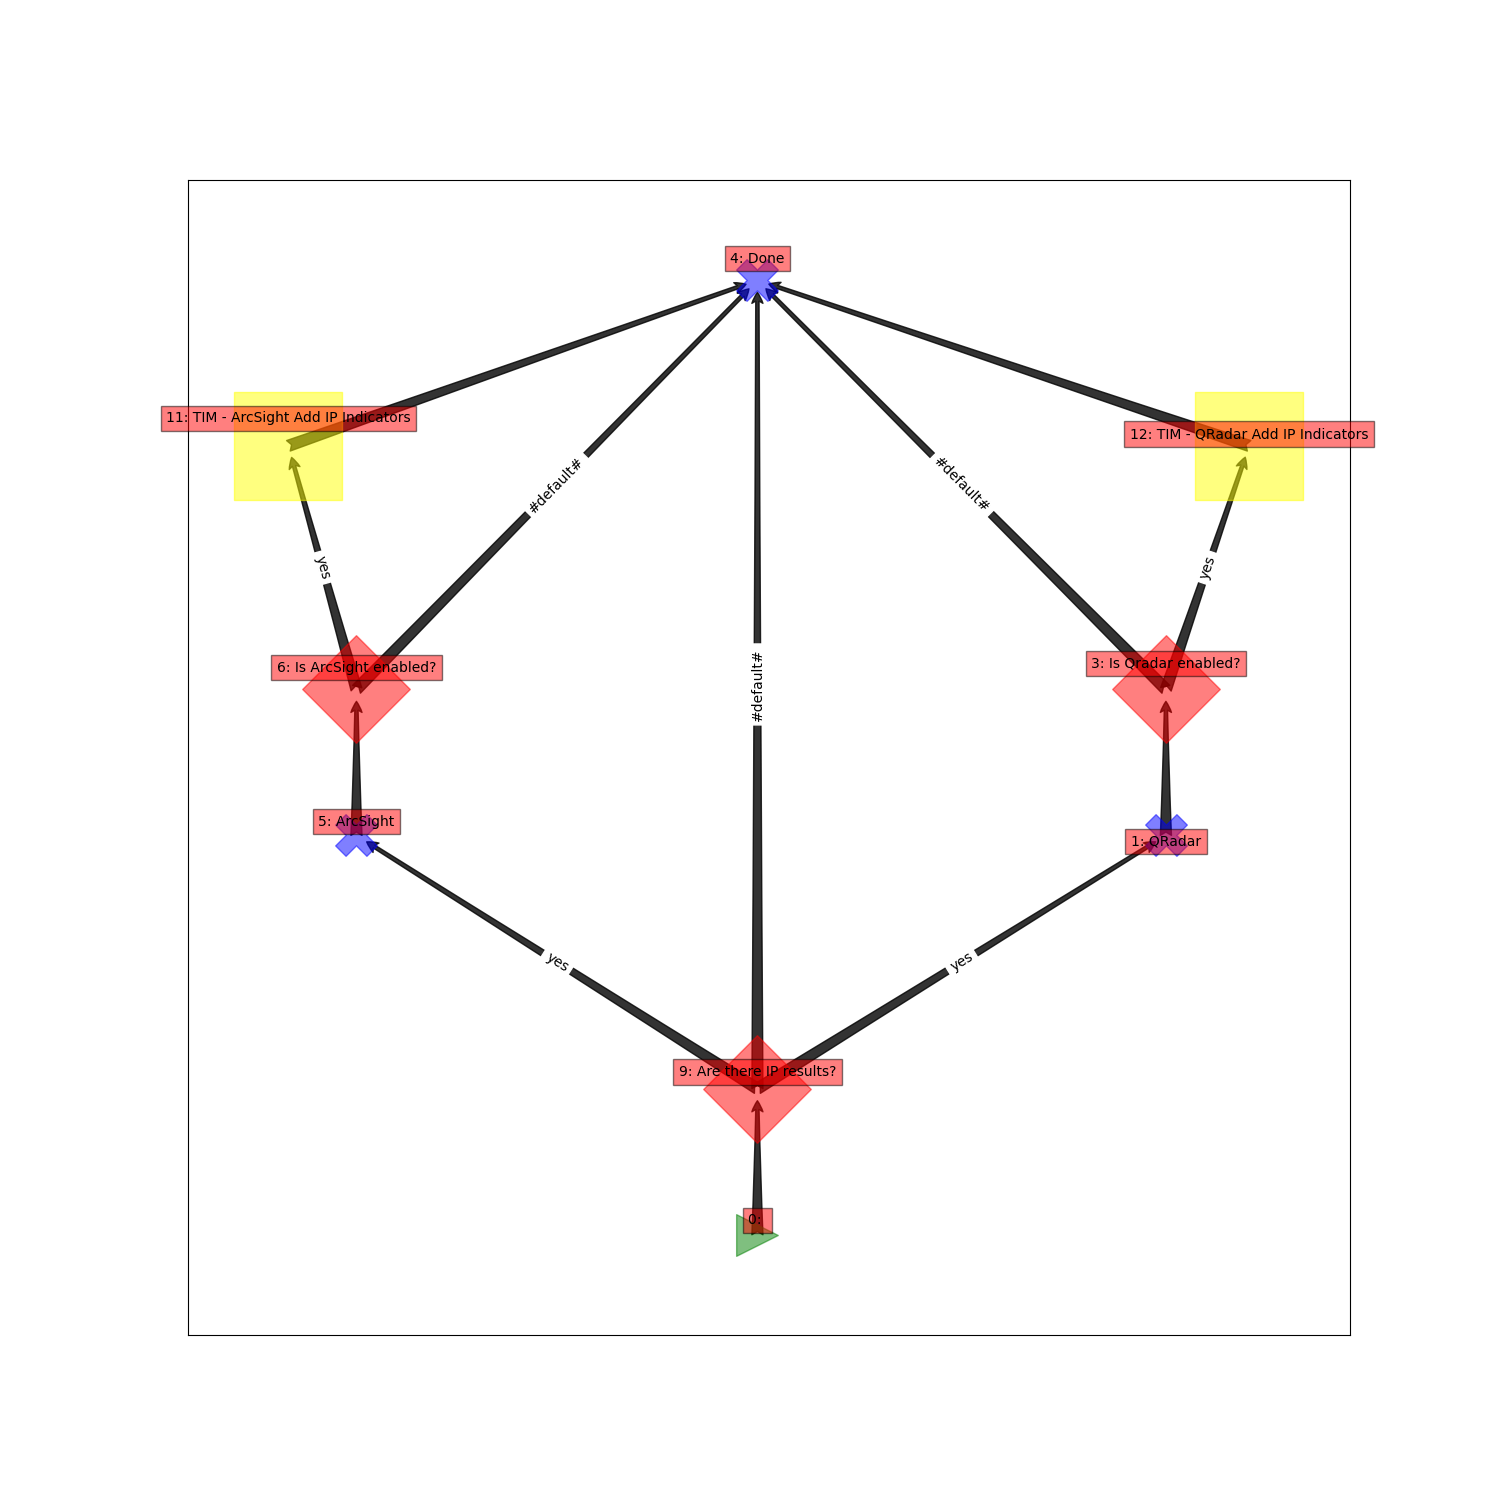 4: Done
11: TIM - ArcSight Add IP Indicators
12: TIM - QRadar Add IP Indicators
#default#
#default#
yes
yes
6: Is ArcSight enabled?
3: Is Qradar enabled?
#default#
5: ArcSight
1: QRadar
yes
yes
9: Are there IP results?
0: